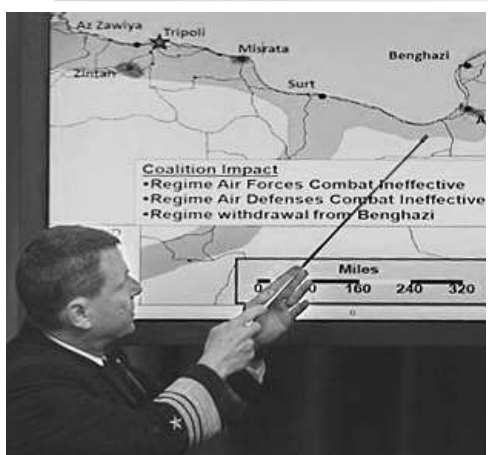 Az Zawiya
Tripoli
Misrata
Zintan
Benghazi
Surt
A
Coalition Impact
•Regime Air Forces Combat Ineffective
•Regime Air Defenses Combat Ineffective
•Regime withdrawal from Benghazi
Miles
0 160 240 320